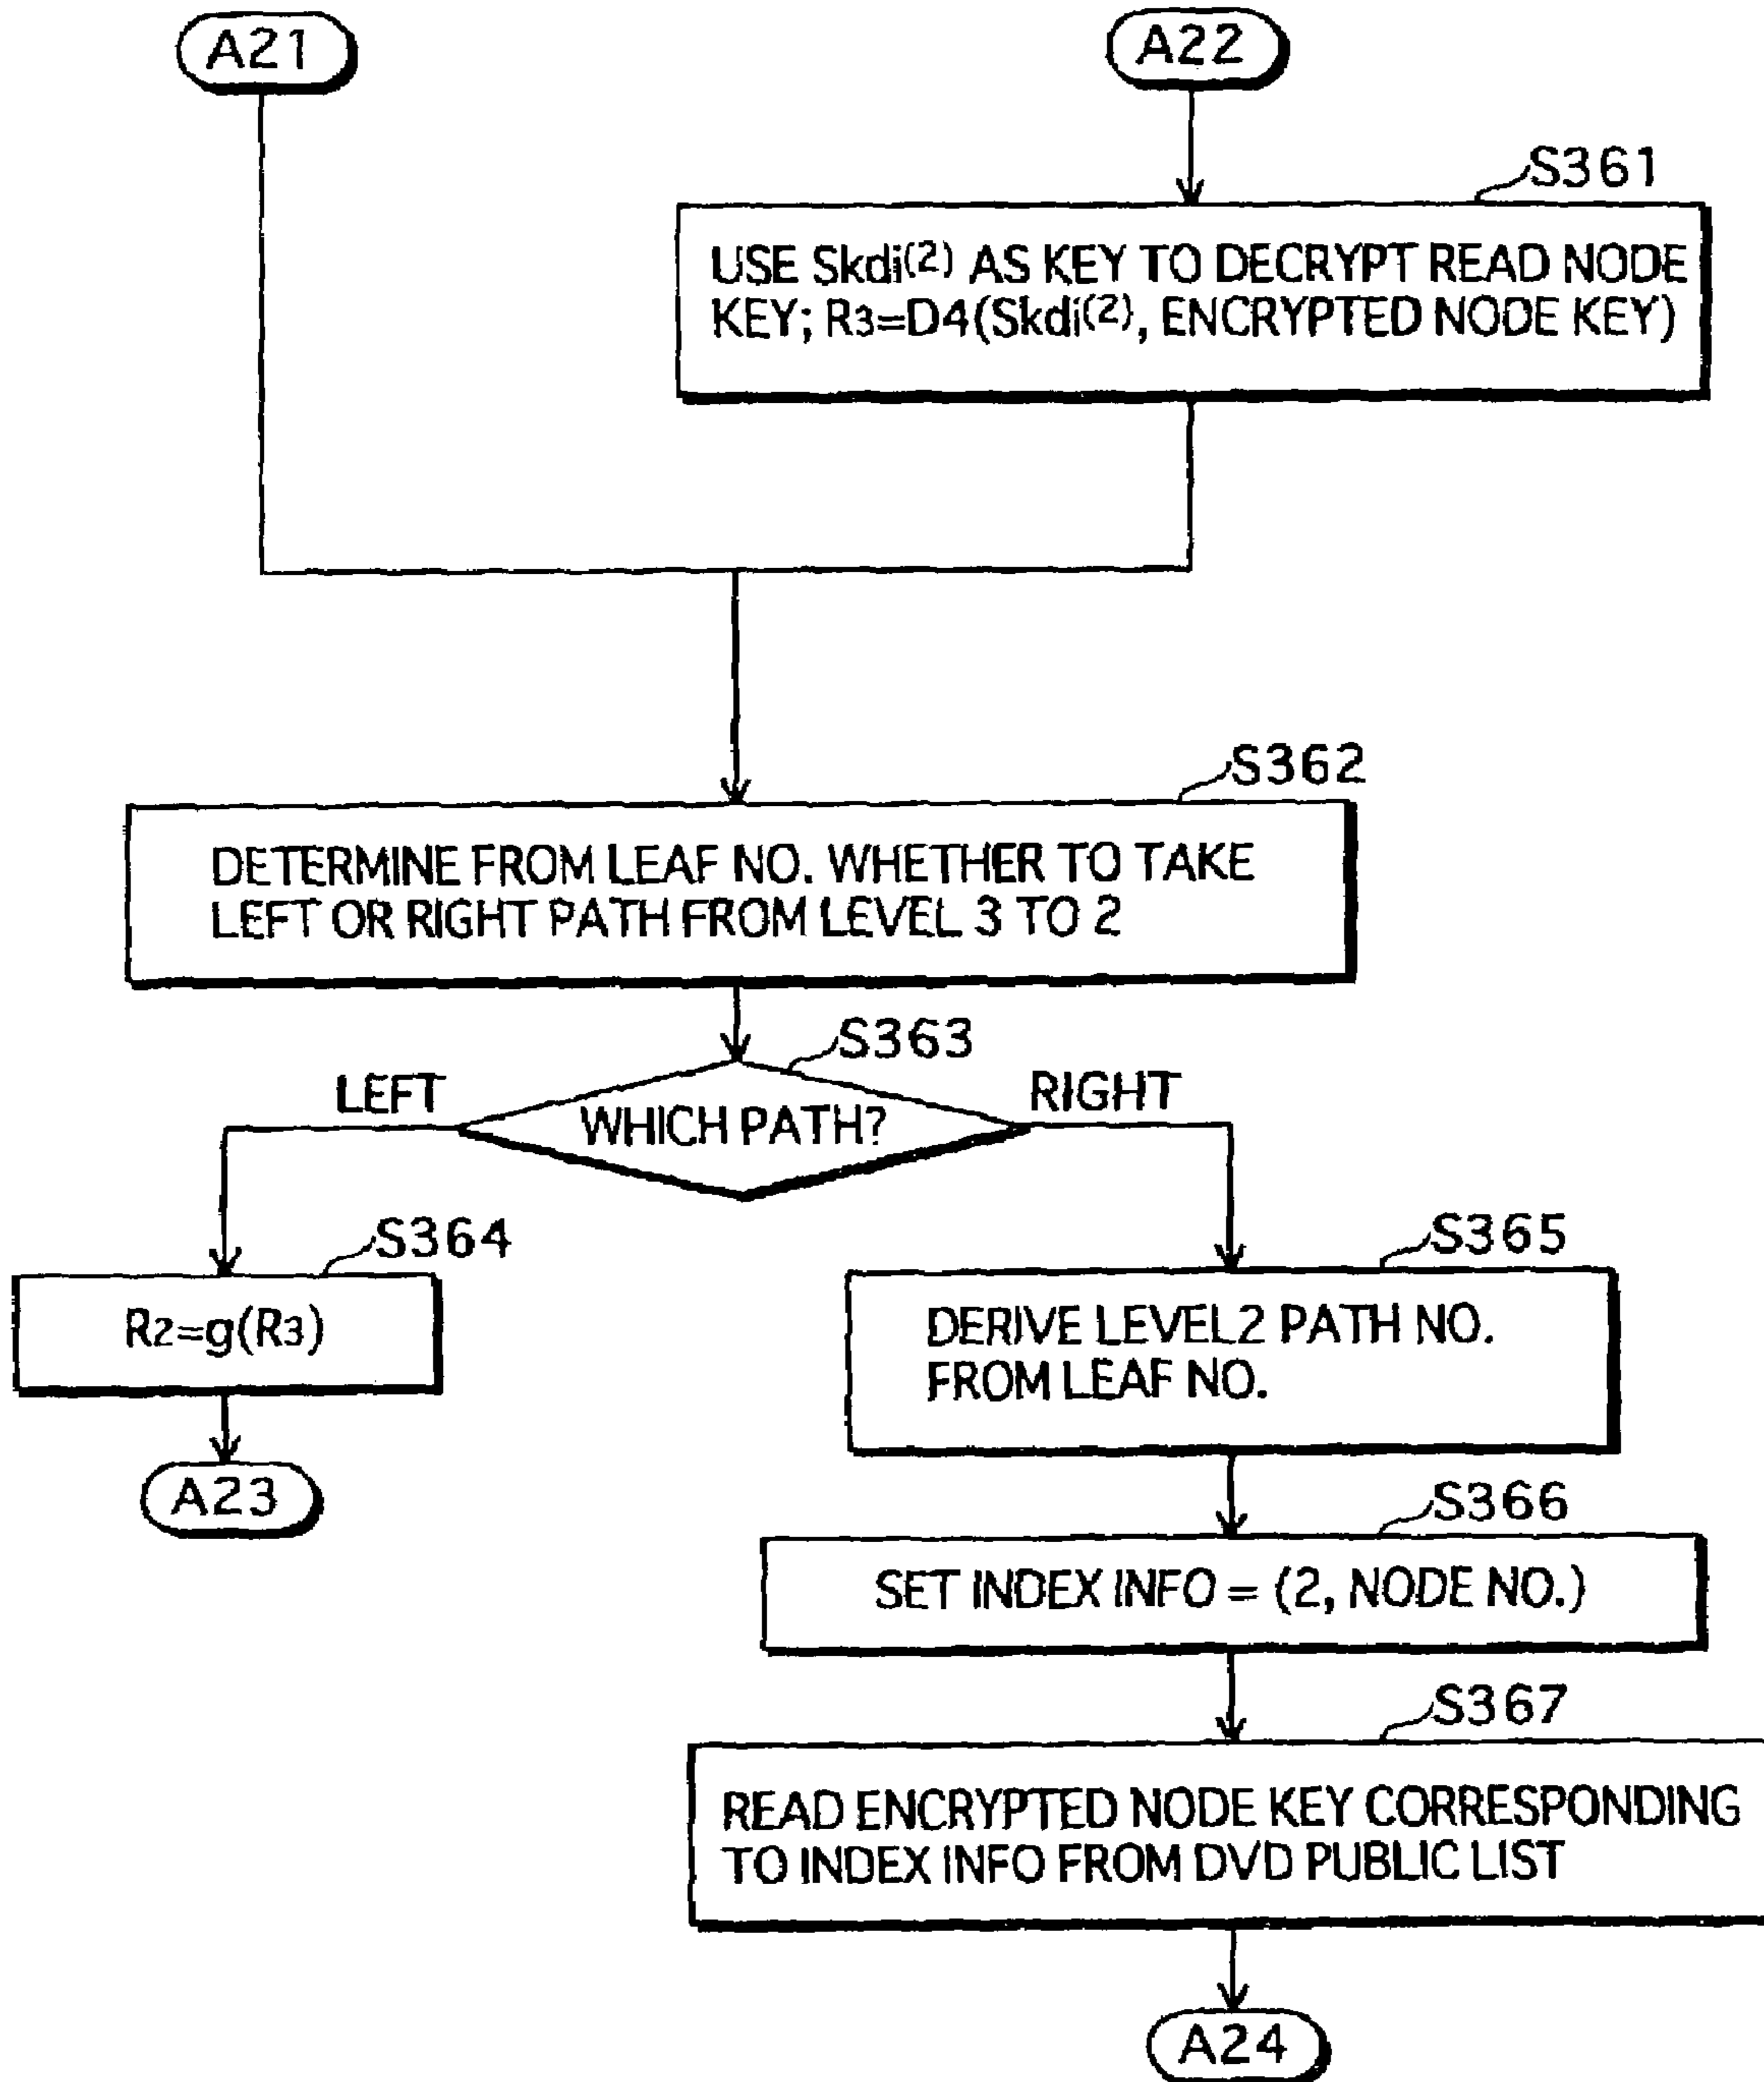 A21
A22
S361
USE Skdi(2) AS KEY TO DECRYPT READ NODE
KEY; R3=D4(Skdi(2), ENCRYPTED NODE KEY)
S362
DETERMINE FROM LEAF NO. WHETHER TO TAKE
LEFT OR RIGHT PATH FROM LEVEL 3 TO 2
S363
LEFT
WHICH PATH?
RIGHT
S364
R2=g(R3)
A23
S365
DERIVE LEVEL2 PATH NO.
FROM LEAF NO.
S366
SET INDEX INFO = (2, NODE NO.)
S367
READ ENCRYPTED NODE KEY CORRESPONDING
TO INDEX INFO FROM DVD PUBLIC LIST
A24